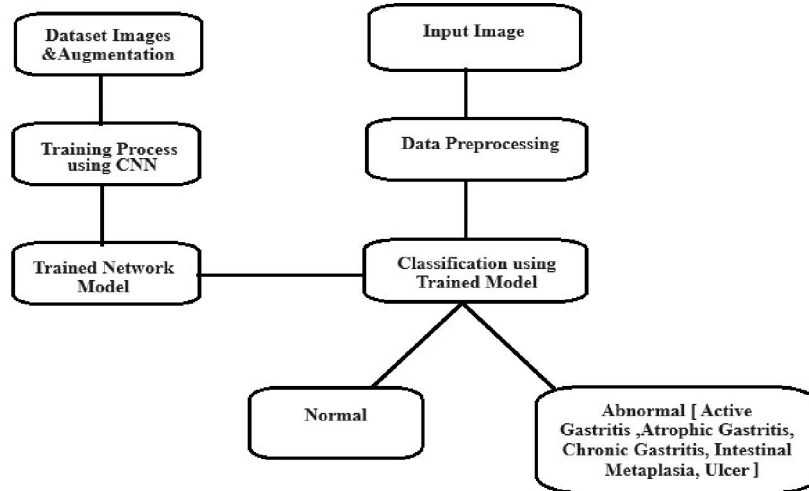 Dataset Images
&Augmentation
Input Image
Training Process
using CNN
Data Preprocessing
Trained Network
Model
Classification using
Trained Model
Normal
Abnormal [ Active
Gastritis ,Atrophic Gastritis,
Chronic Gastritis, Intestinal
Metaplasia, Ulcer ]